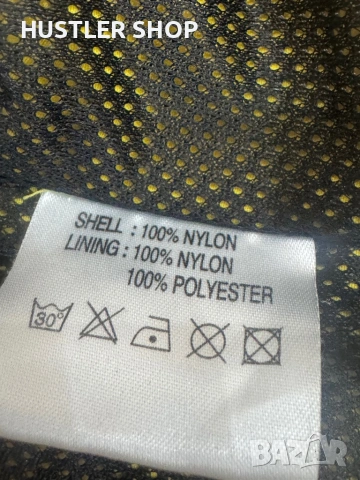 HUSTLER SHOP
SHELL : 100% NYLON
LINING : 100% NYLON
100% POLYESTER
30°
BAZAR